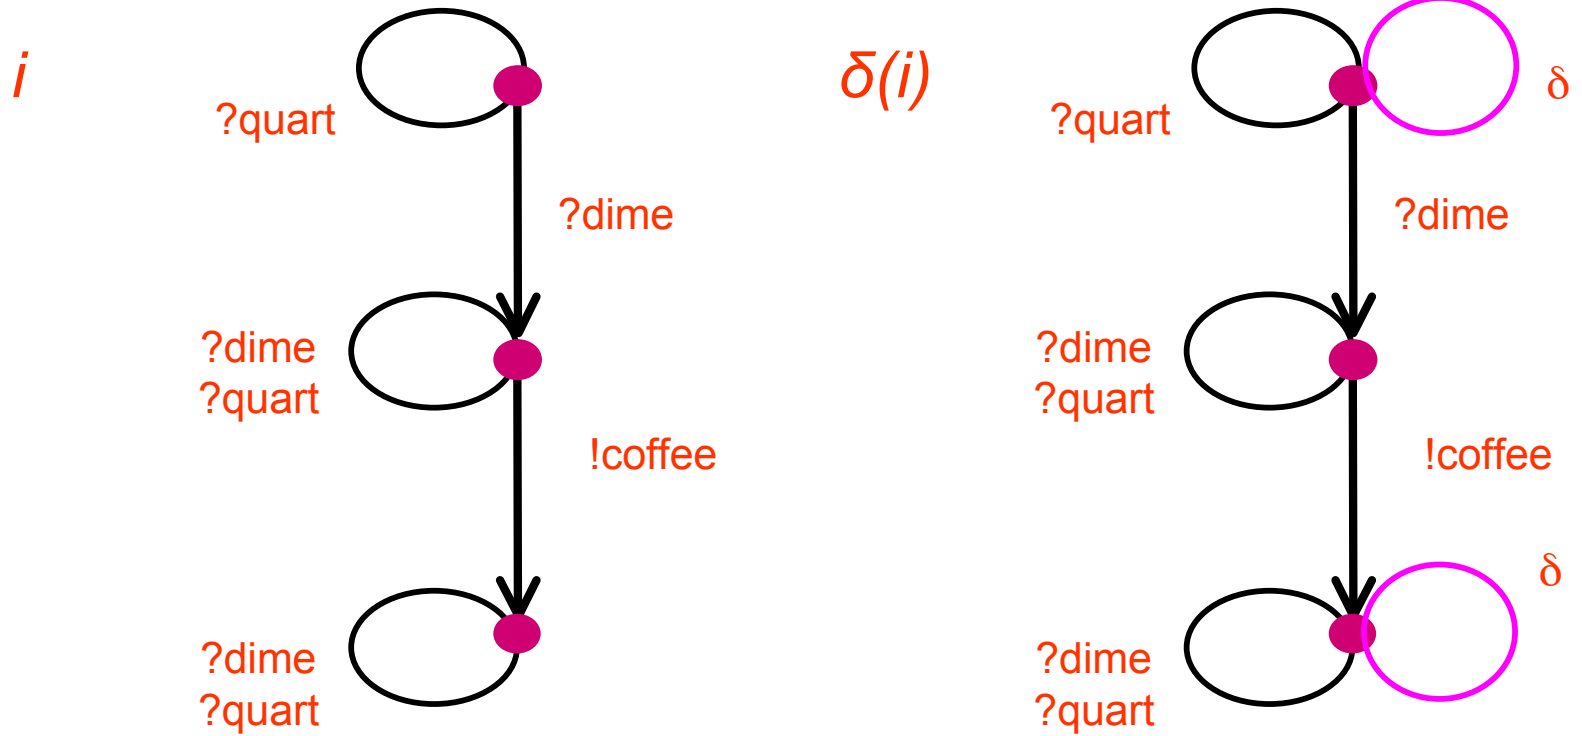 i
?quart
?dime
?dime
?quart
!coffee
?dime
?quart
δ(i)
δ
?quart
?dime
?dime
?quart
!coffee
δ
?dime
?quart